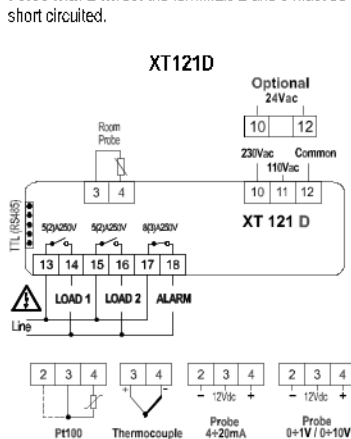 short circuited.
XT121D
Optional
24Vac
10 12
Room
Probe
230Vac Common
110Vac
3 4
10 11 12
TTL (RS485)
XT 121 D
5(2)A250V 5(2)A250V 8(3)A250V
13 14 15 16 17 18
LOAD 1 LOAD 2 ALARM
Line
2 3 4
3 4
2 3 4
2 3 4
+ -
- 12Vdc +
- 12Vdc +
Pt100
Thermocouple
Probe
4÷20mA
Probe
0÷1V / 0÷10V